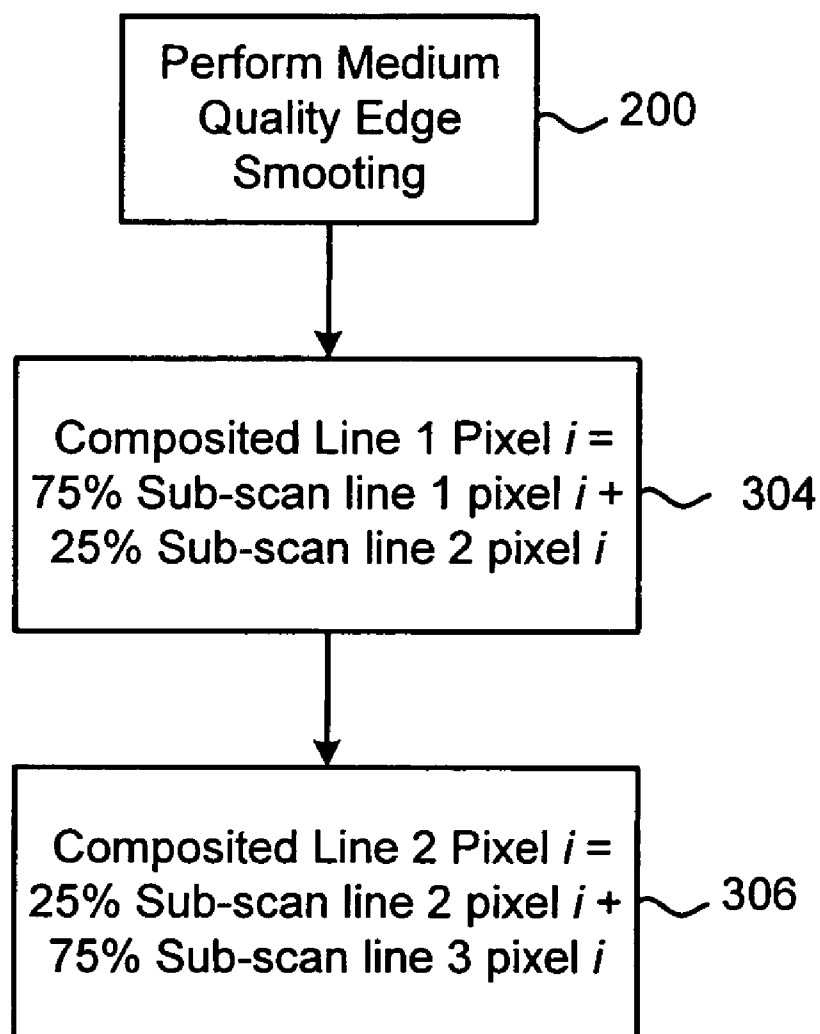 Perform Medium
Quality Edge
Smooting
200
Composited Line 1 Pixel i =
75% Sub-scan line 1 pixel i +
25% Sub-scan line 2 pixel i
304
Composited Line 2 Pixel i =
25% Sub-scan line 2 pixel i +
75% Sub-scan line 3 pixel i
306